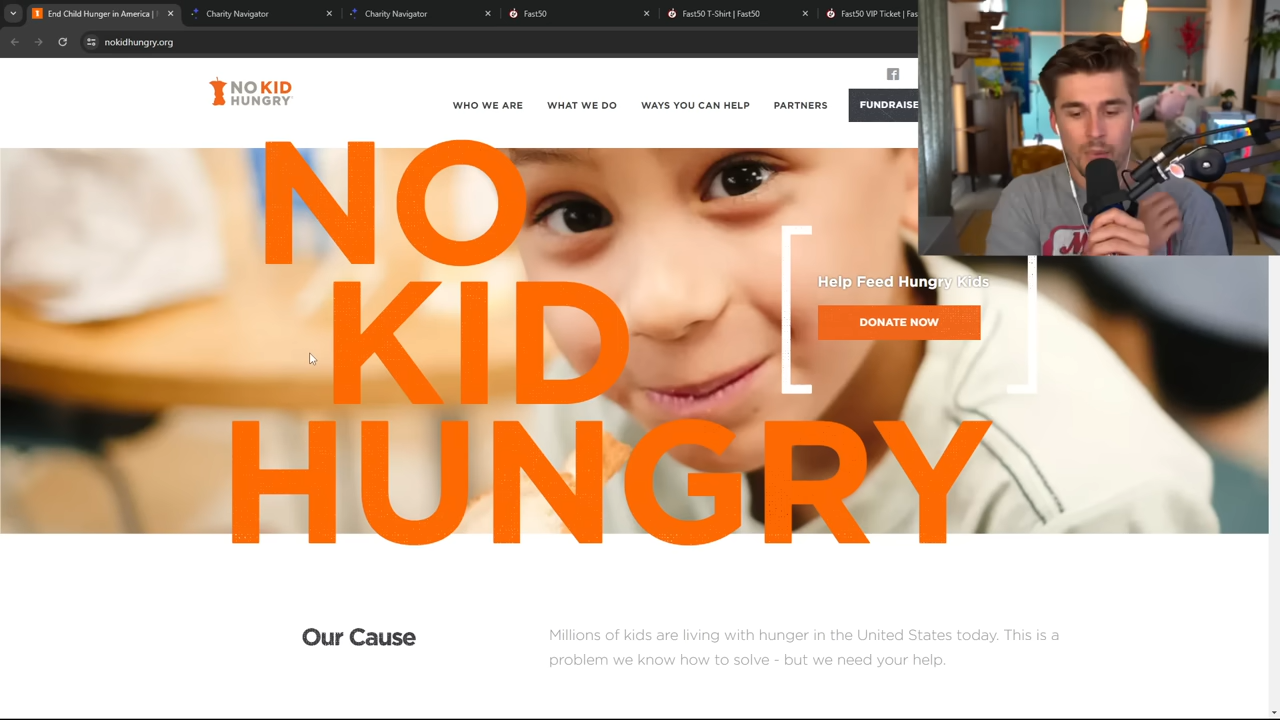 End Child Hunger in America |
Charity Navigator
Charity Navigator
Fast50
Fast50 T-Shirt | Fast50
Fast50 VIP Ticket | Fas
nokidhungry.org
NO KID
HUNGRY
WHO WE ARE
WHAT WE DO
WAYS YOU CAN HELP
PARTNERS
FUNDRAISE
NO
KID
HUNGRY
Help Feed Hungry Kids
DONATE NOW
Our Cause
Millions of kids are living with hunger in the United States today. This is a
problem we know how to solve - but we need your help.